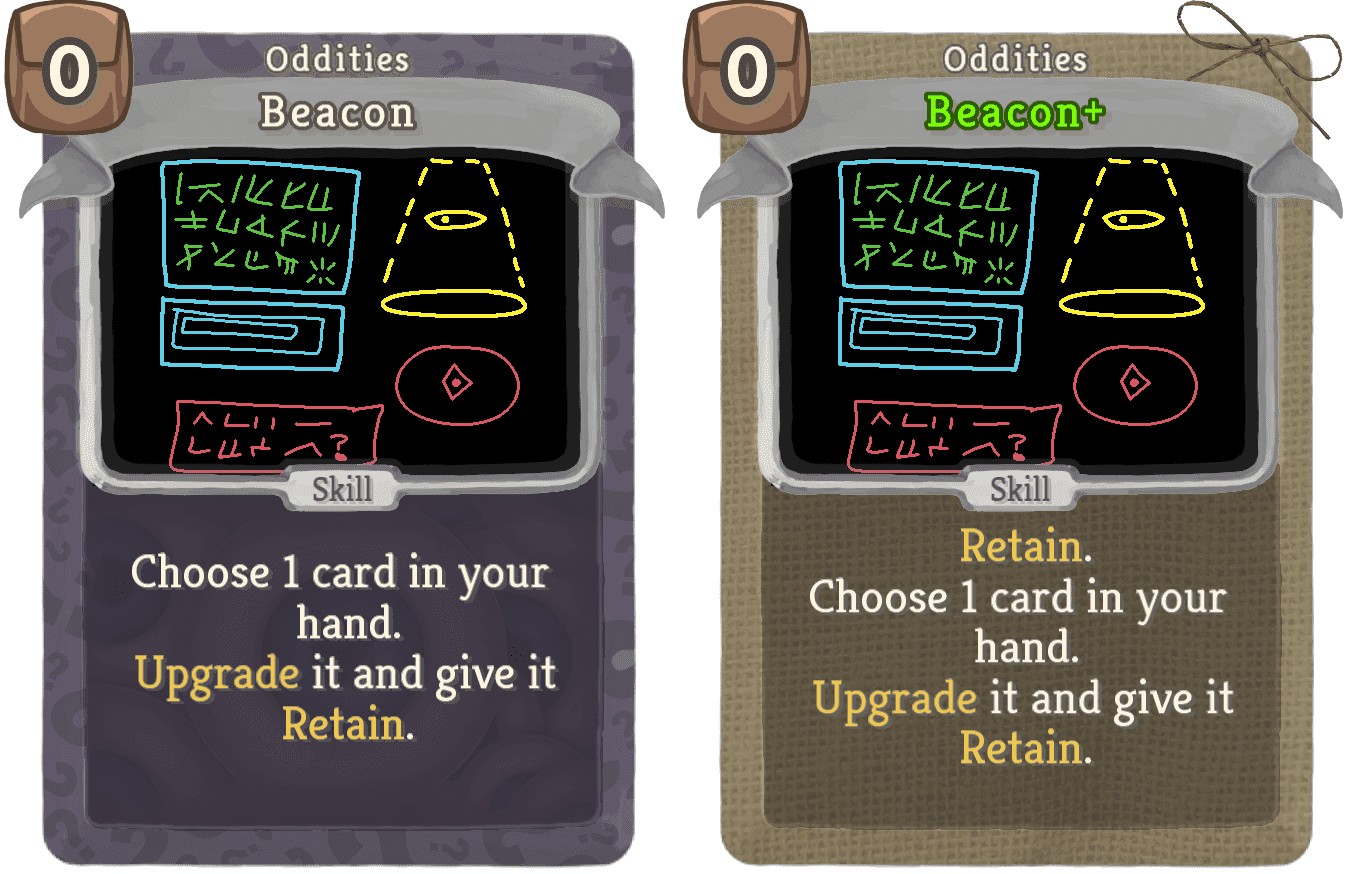 0
Oddities
Beacon
Skill
Choose 1 card in your
hand.
Upgrade it and give it
Retain.
0
Oddities
Beacon+
Skill
Retain.
Choose 1 card in your
hand.
Upgrade it and give it
Retain.